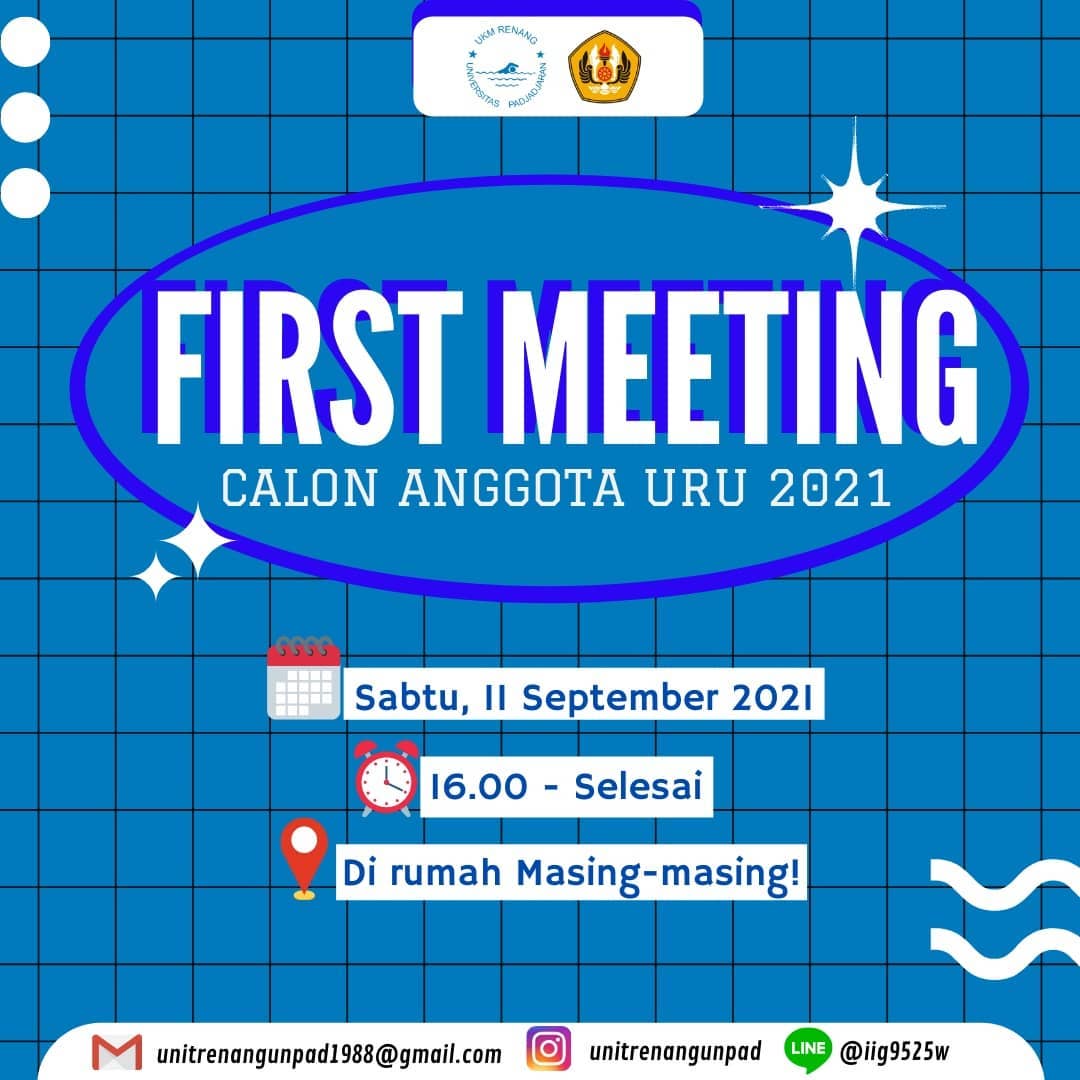 UKM RENANG
UNIVERSITAS PADJADJARAN
FIRST MEETING
CALON ANGGOTA URU 2021
Sabtu, 11 September 2021
16.00 - Selesai
Di rumah Masing-masing!
unitrenangunpad1988@gmail.com
unitrenangunpad
LINE
@iig9525w